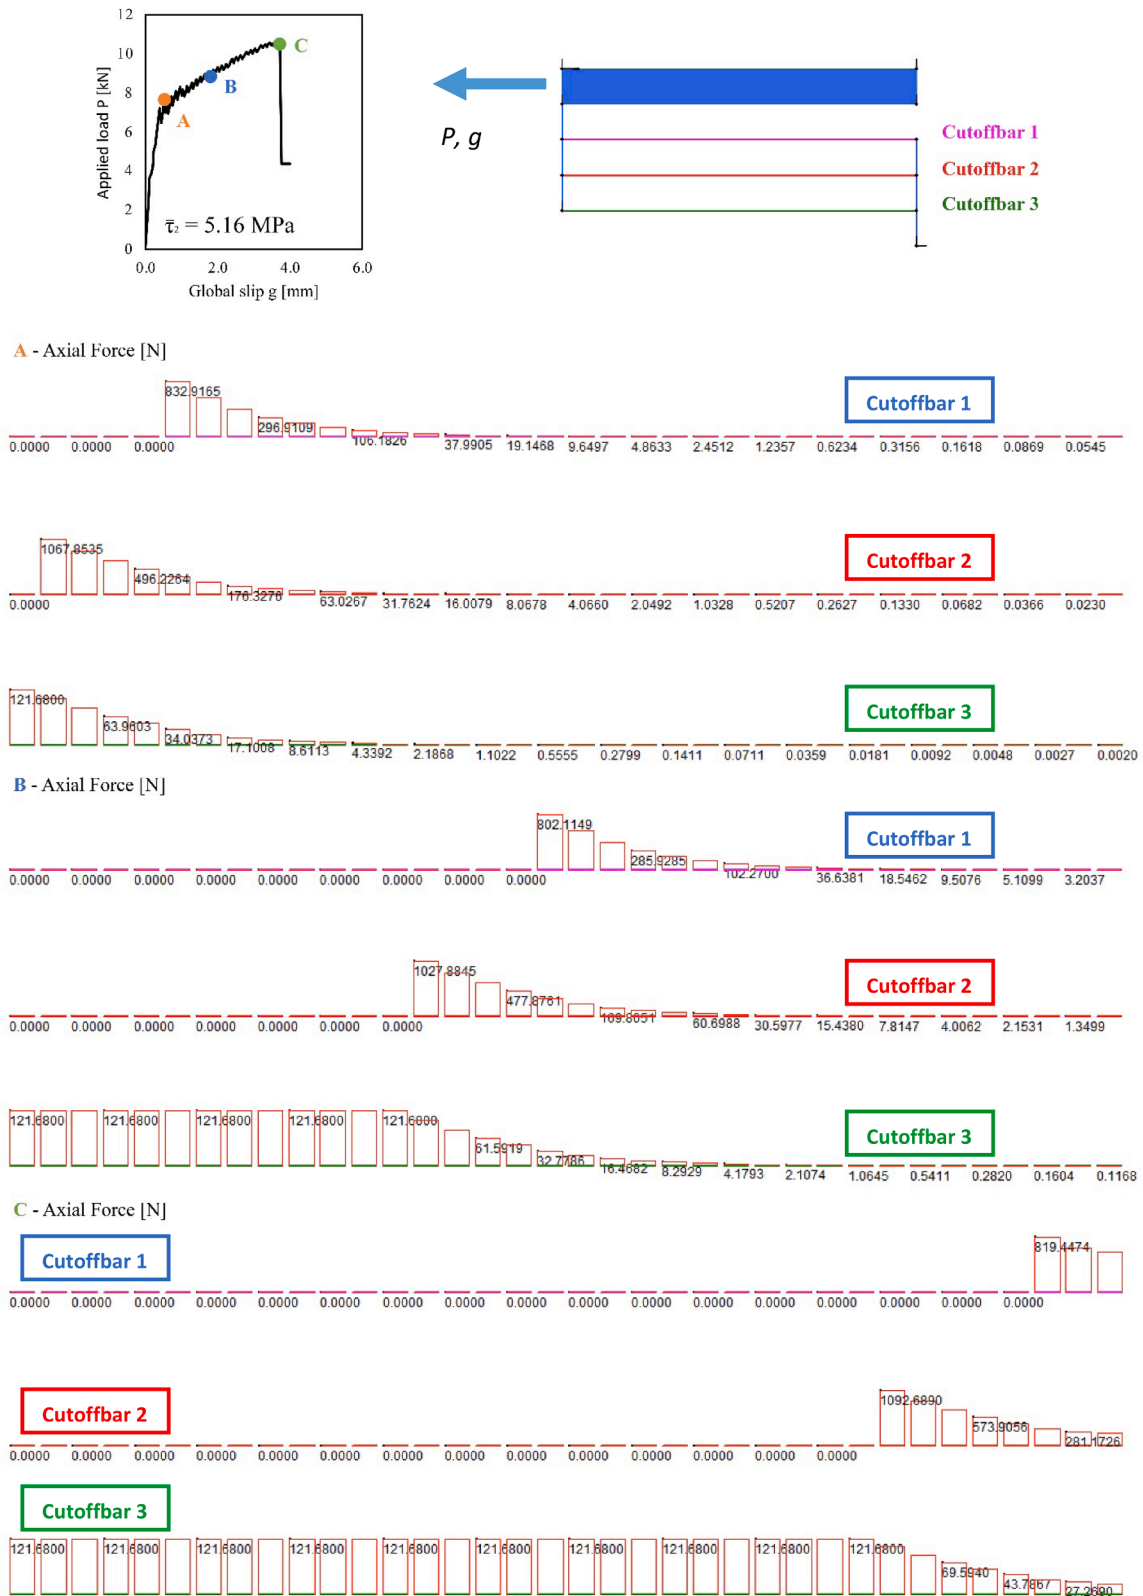 12
10
8
6
4
2
0
Applied load P [kN]
A
B
C
τ̄₂ = 5.16 MPa
0.0 2.0 4.0 6.0
Global slip g [mm]
P, g
Cutoffbar 1
Cutoffbar 2
Cutoffbar 3
A - Axial Force [N]
Cutoffbar 1
832.9165 296.9109 106.1826
0.0000 0.0000 0.0000 37.9905 19.1468 9.6497 4.8633 2.4512 1.2357 0.6234 0.3156 0.1618 0.0869 0.0545
Cutoffbar 2
1067.8535 496.2264 176.3276 63.0267
0.0000 31.7624 16.0079 8.0678 4.0660 2.0492 1.0328 0.5207 0.2627 0.1330 0.0682 0.0366 0.0230
Cutoffbar 3
121.6800 63.9603 34.0373 17.1008 8.6113 4.3392 2.1868 1.1022 0.5555 0.2799 0.1411 0.0711 0.0359 0.0181 0.0092 0.0048 0.0027 0.0020
B - Axial Force [N]
Cutoffbar 1
802.1149 285.9285 102.2700
0.0000 0.0000 0.0000 0.0000 0.0000 0.0000 0.0000 0.0000 0.0000 36.6381 18.5462 9.5076 5.1099 3.2037
Cutoffbar 2
1027.8845 477.8761 169.8051 60.6988
0.0000 0.0000 0.0000 0.0000 0.0000 0.0000 0.0000 30.5977 15.4380 7.8147 4.0062 2.1531 1.3499
Cutoffbar 3
121.6800 121.6800 121.6800 121.6800 121.6800 61.5919 32.7786 16.4682 8.2929 4.1793 2.1074 1.0645 0.5411 0.2820 0.1604 0.1168
C - Axial Force [N]
Cutoffbar 1
819.4474
0.0000 0.0000 0.0000 0.0000 0.0000 0.0000 0.0000 0.0000 0.0000 0.0000 0.0000 0.0000 0.0000 0.0000 0.0000 0.0000 0.0000
Cutoffbar 2
1092.6890 573.9056 281.1726
0.0000 0.0000 0.0000 0.0000 0.0000 0.0000 0.0000 0.0000 0.0000 0.0000 0.0000 0.0000 0.0000 0.0000
Cutoffbar 3
121.6800 121.6800 121.6800 121.6800 121.6800 121.6800 121.6800 121.6800 121.6800 121.6800 69.5940 43.7867 27.2690